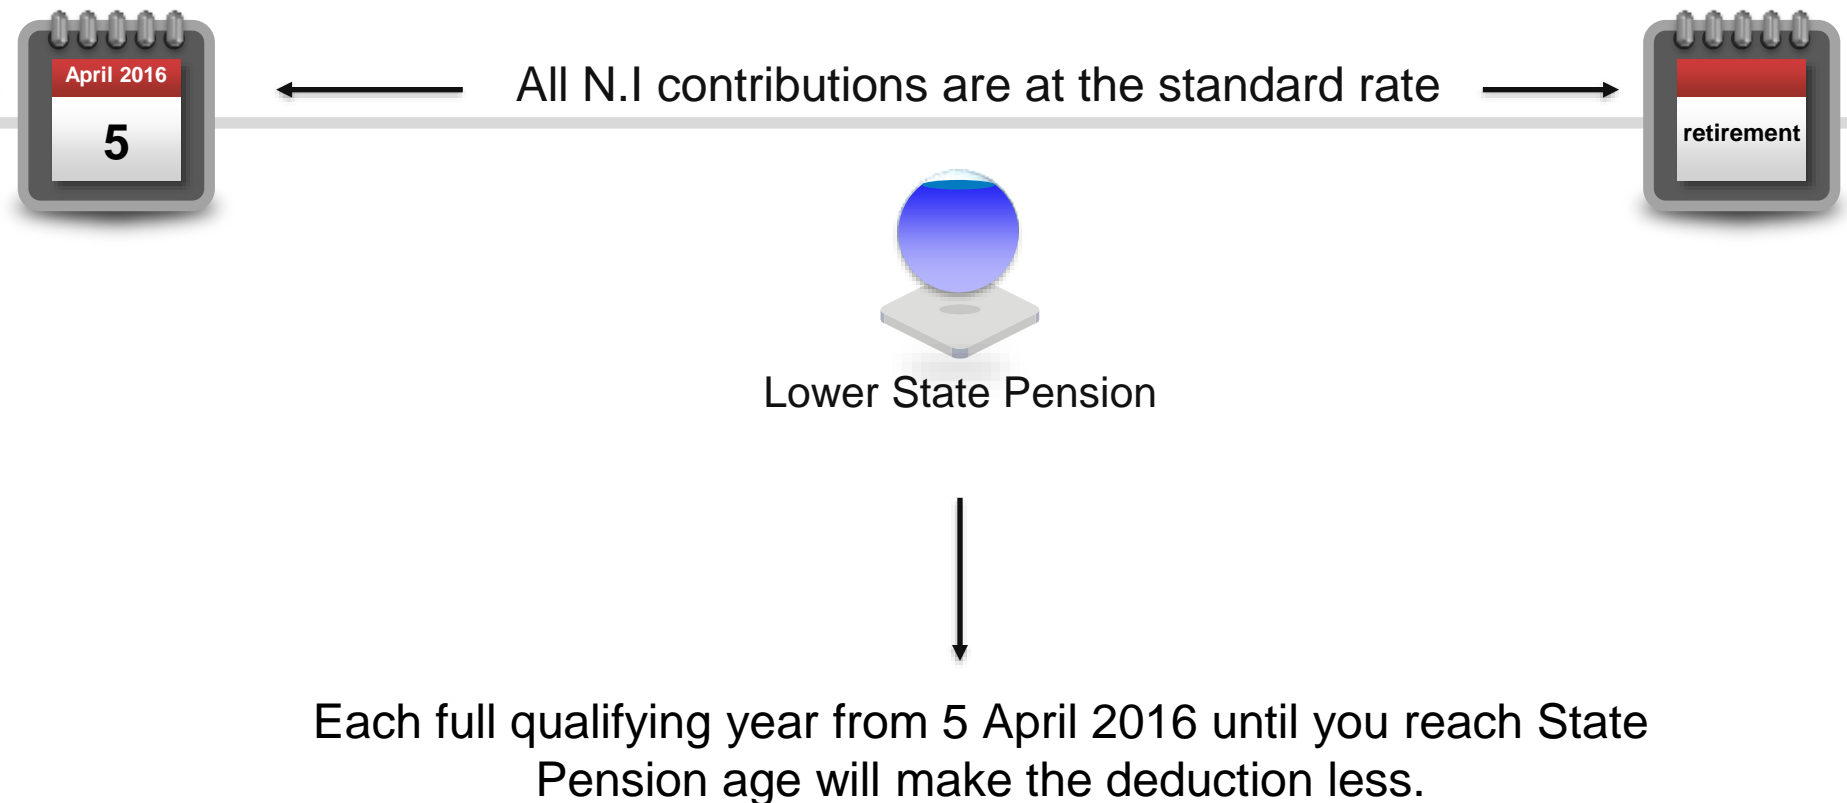 April 2016
5
All N.I contributions are at the standard rate
retirement
Lower State Pension
Each full qualifying year from 5 April 2016 until you reach State
Pension age will make the deduction less.